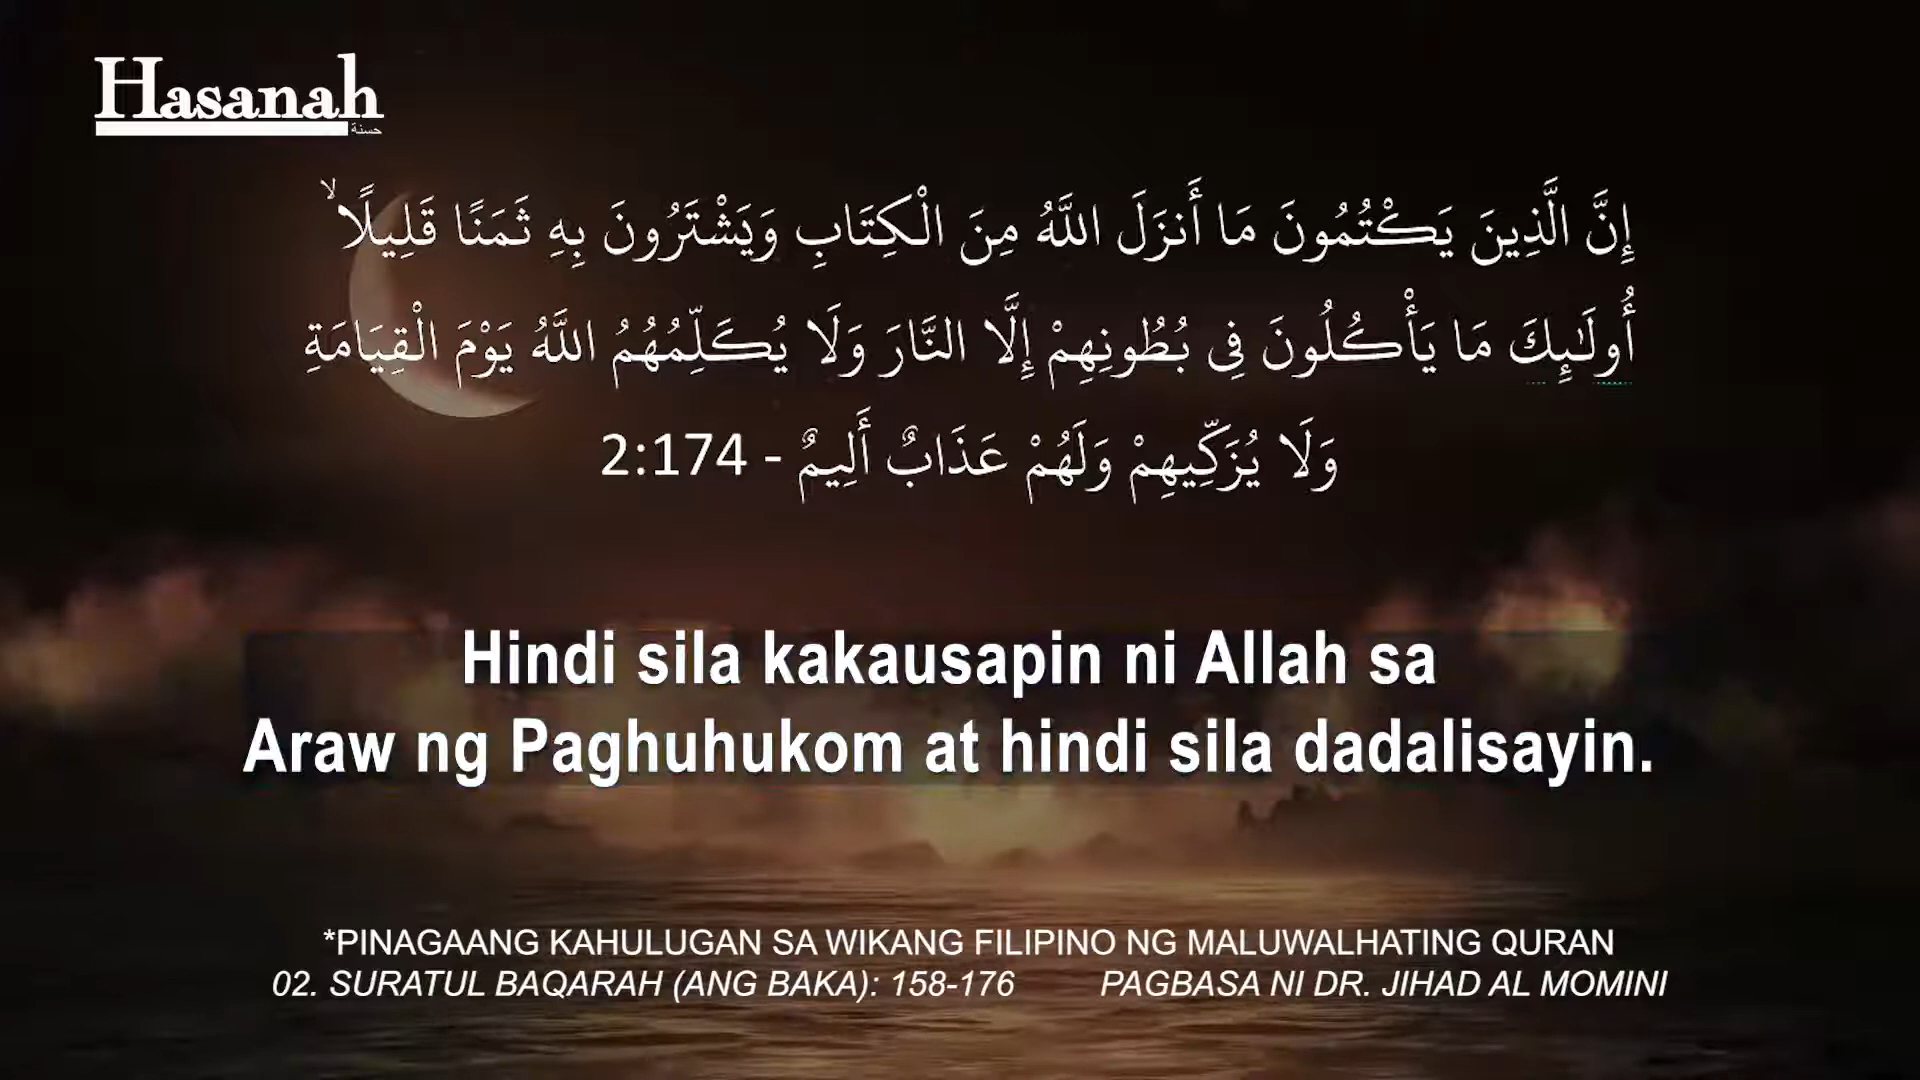 Hasanah
حسنة
إِنَّ الَّذِينَ يَكْتُمُونَ مَا أَنزَلَ اللَّهُ مِنَ الْكِتَابِ وَيَشْتَرُونَ بِهِ ثَمَنًا قَلِيلًا ۙ
أُولَٰئِكَ مَا يَأْكُلُونَ فِي بُطُونِهِمْ إِلَّا النَّارَ وَلَا يُكَلِّمُهُمُ اللَّهُ يَوْمَ الْقِيَامَةِ
وَلَا يُزَكِّيهِمْ وَلَهُمْ عَذَابٌ أَلِيمٌ - 2:174
Hindi sila kakausapin ni Allah sa
Araw ng Paghuhukom at hindi sila dadalisayin.
*PINAGAANG KAHULUGAN SA WIKANG FILIPINO NG MALUWALHATING QURAN
02. SURATUL BAQARAH (ANG BAKA): 158-176 PAGBASA NI DR. JIHAD AL MOMINI